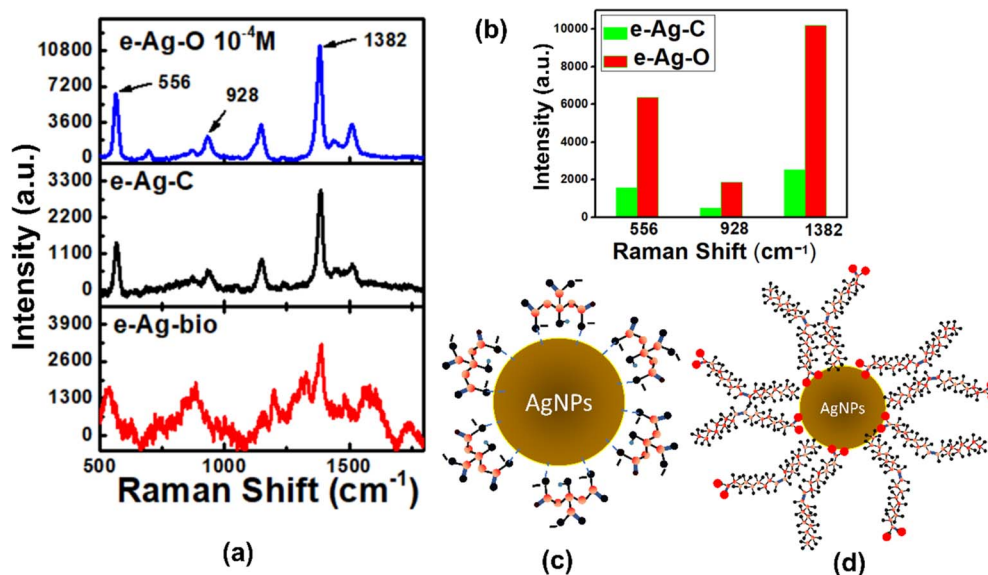 e-Ag-O 10⁻⁴M
1382
556
928
10800
7200
3600
0
e-Ag-C
3300
2200
1100
0
e-Ag-bio
3900
2600
1300
0
Intensity (a.u.)
500 1000 1500
Raman Shift (cm⁻¹)
(a)
(b)
e-Ag-C
e-Ag-O
10000
8000
6000
4000
2000
0
Intensity (a.u.)
556 928 1382
Raman Shift (cm⁻¹)
AgNPs
(c)
AgNPs
(d)